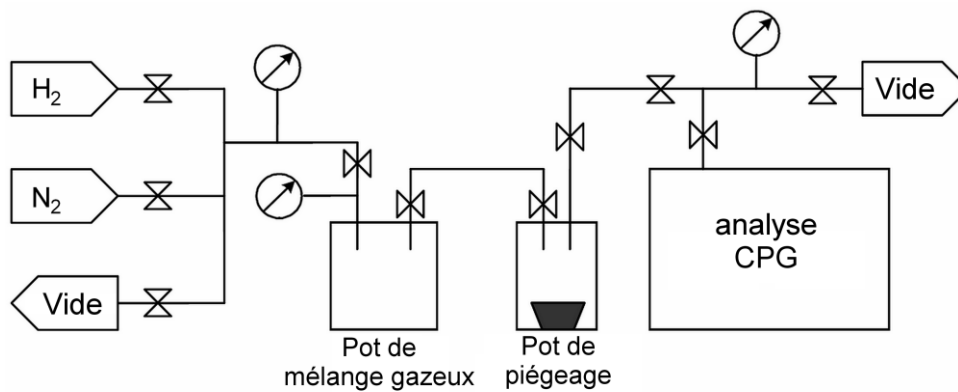 H₂
N₂
Vide
Pot de
mélange gazeux
Pot de
piégeage
analyse
CPG
Vide